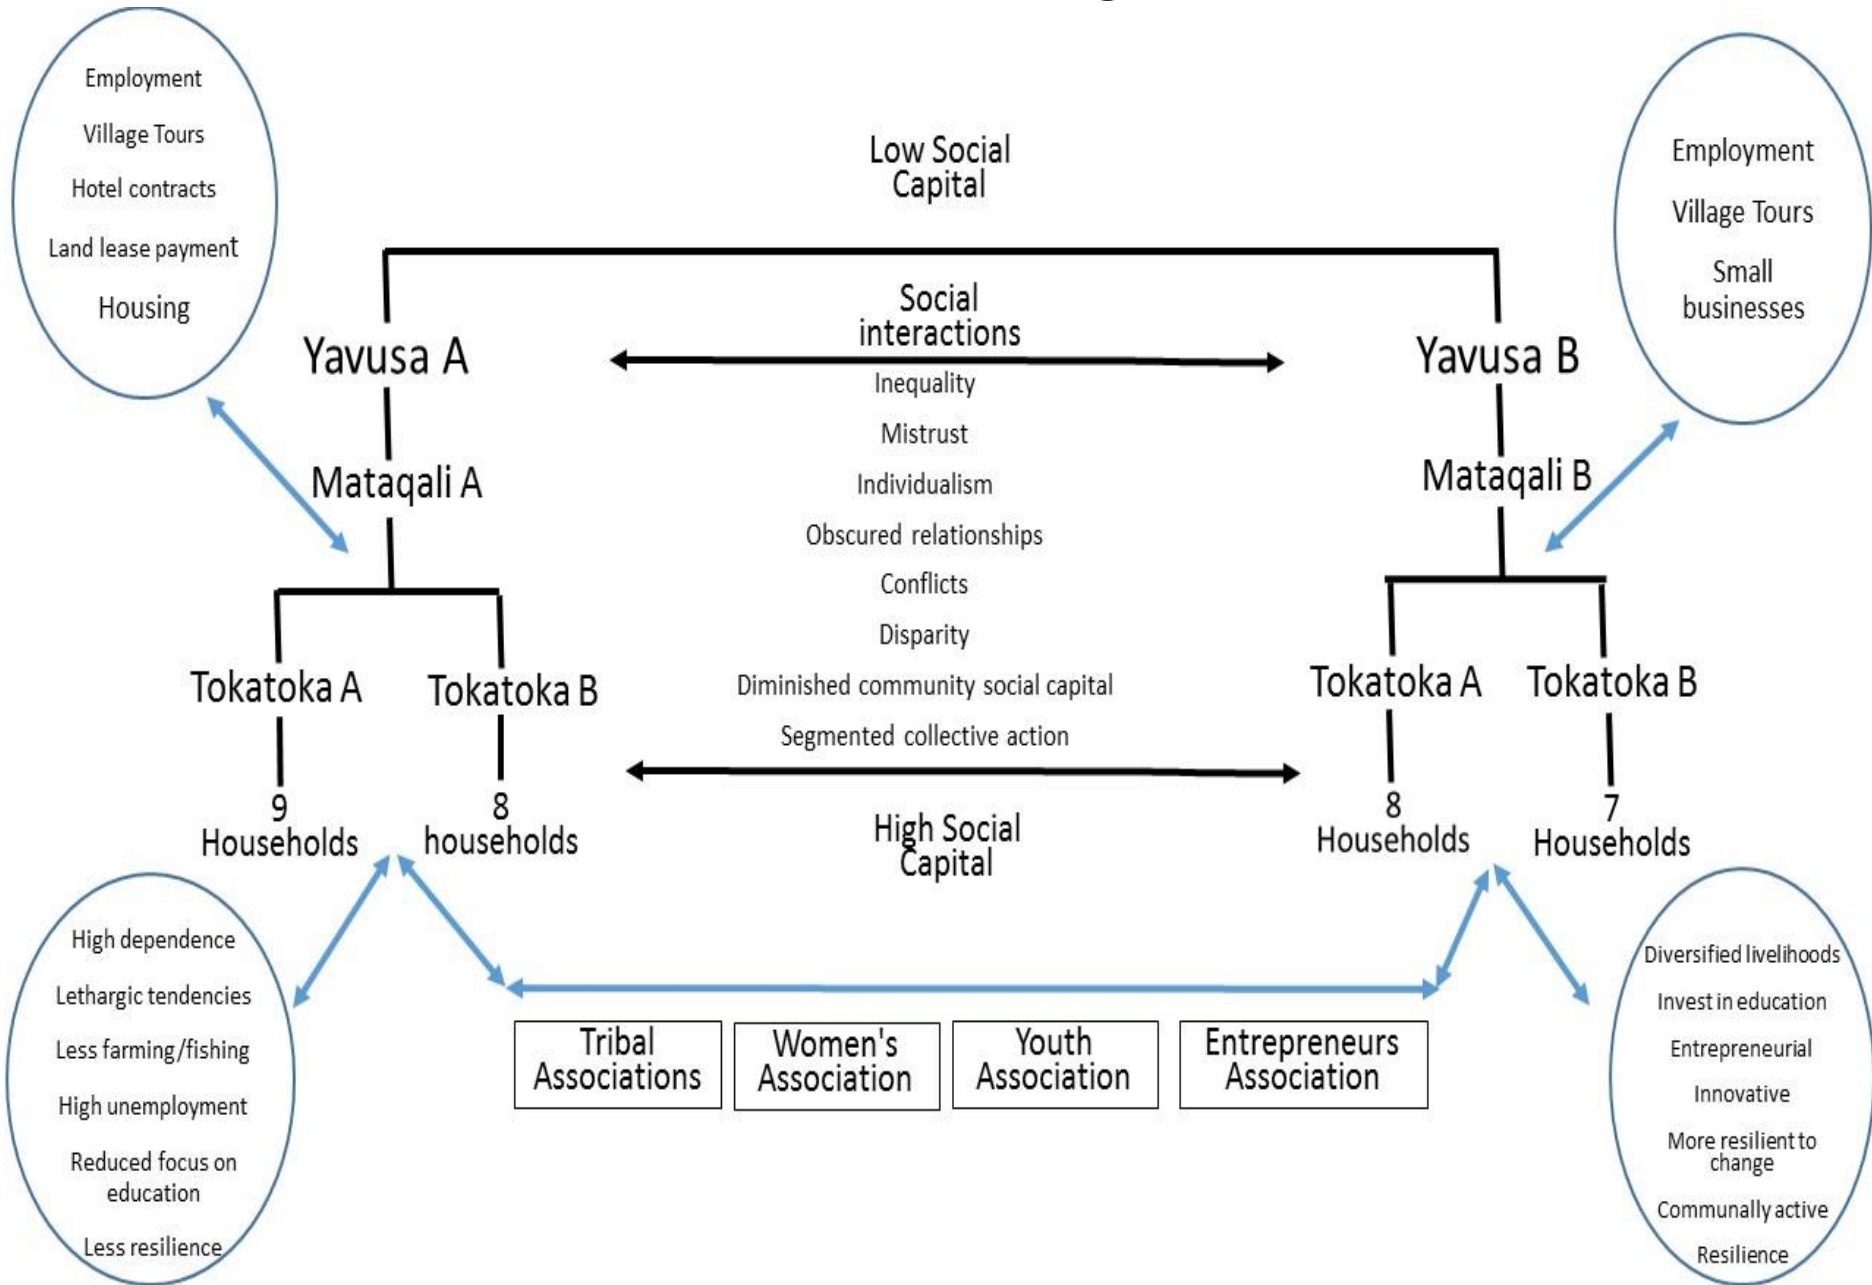 Employment
Village Tours
Hotel contracts
Land lease payment
Housing
Low Social
Capital
Employment
Village Tours
Small
businesses
Social
interactions
Yavusa A
Yavusa B
Inequality
Mistrust
Individualism
Obscured relationships
Conflicts
Disparity
Diminished community social capital
Segmented collective action
Mataqali A
Mataqali B
Tokatoka A
Tokatoka B
Tokatoka A
Tokatoka B
9
Households
8
households
High Social
Capital
8
Households
7
Households
High dependence
Lethargic tendencies
Less farming/fishing
High unemployment
Reduced focus on
education
Less resilience
Tribal
Associations
Women's
Association
Youth
Association
Entrepreneurs
Association
Diversified livelihoods
Invest in education
Entrepreneurial
Innovative
More resilient to
change
Communally active
Resilience